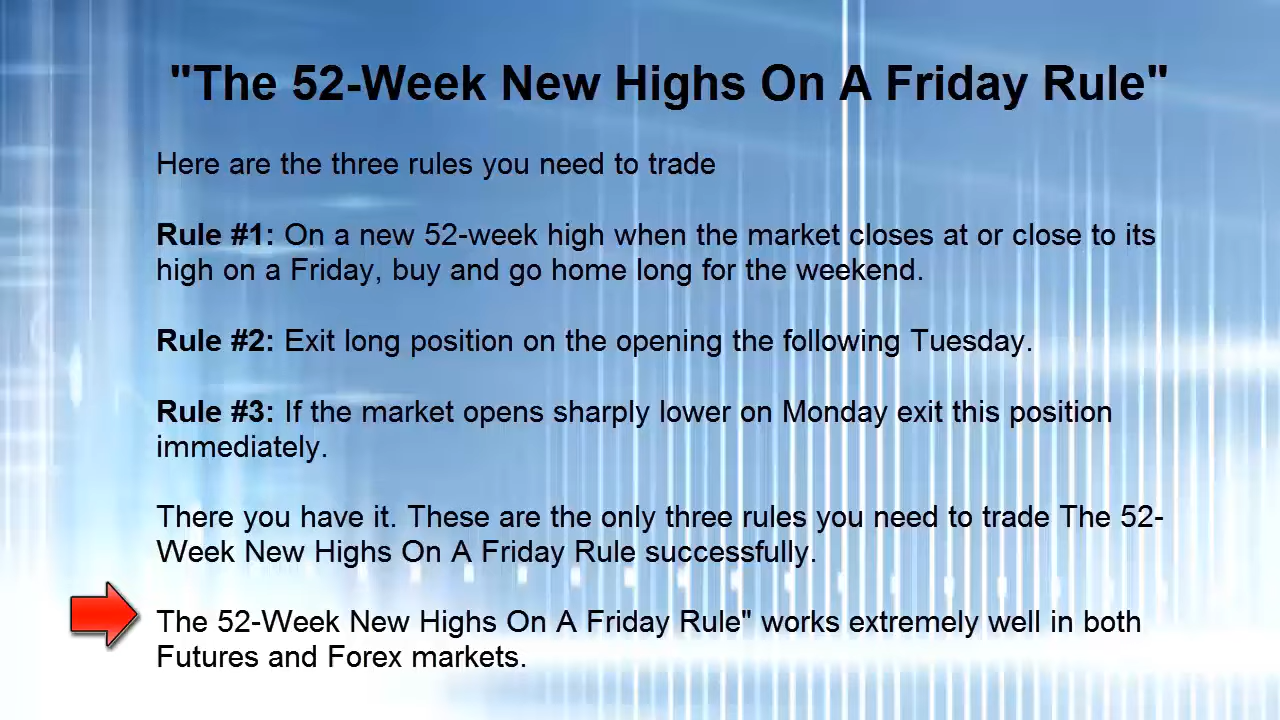 "The 52-Week New Highs On A Friday Rule"
Here are the three rules you need to trade
Rule #1: On a new 52-week high when the market closes at or close to its
high on a Friday, buy and go home long for the weekend.
Rule #2: Exit long position on the opening the following Tuesday.
Rule #3: If the market opens sharply lower on Monday exit this position
immediately.
There you have it. These are the only three rules you need to trade The 52-
Week New Highs On A Friday Rule successfully.
The 52-Week New Highs On A Friday Rule" works extremely well in both
Futures and Forex markets.